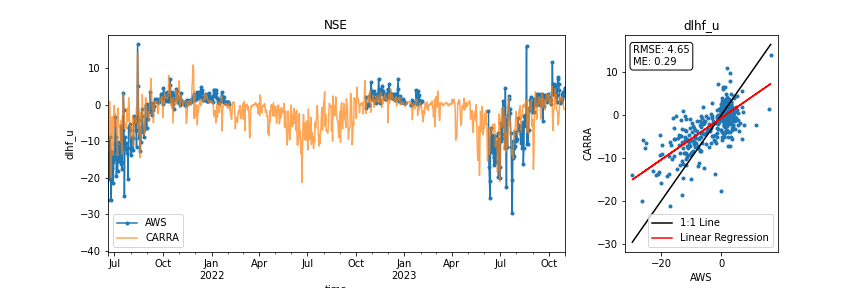 NSE
dlhf_u
10
0
−10
−20
−30
−40
dlhf_u
AWS
CARRA
Jul
Oct
Jan
2022
Apr
Jul
Oct
Jan
2023
Apr
Jul
Oct
time
RMSE: 4.65
ME: 0.29
10
0
−10
−20
−30
CARRA
1:1 Line
Linear Regression
−20
0
AWS